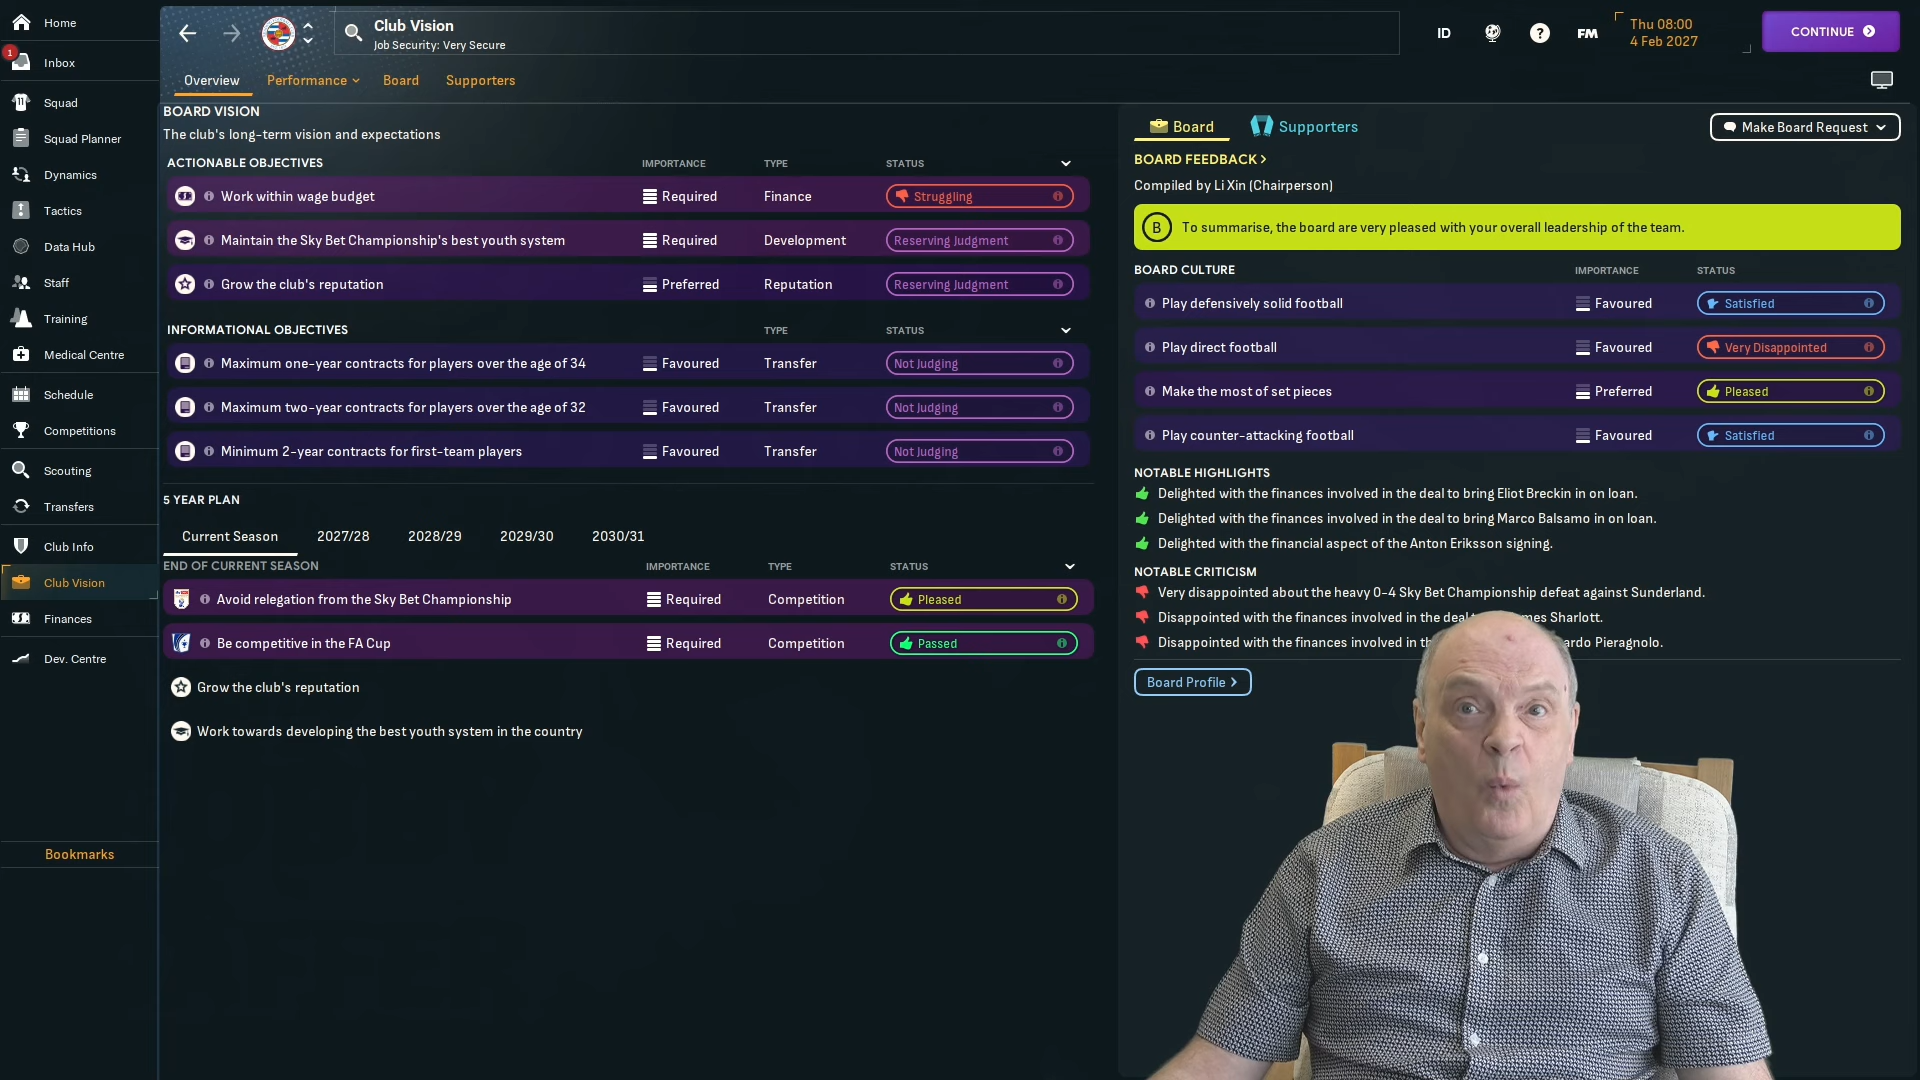 Home
1
Inbox
Squad
Squad Planner
Dynamics
Tactics
Data Hub
Staff
Training
Medical Centre
Schedule
Competitions
Scouting
Transfers
Club Info
Club Vision
Finances
Dev. Centre
Bookmarks
Club Vision
Job Security: Very Secure
ID
FM
Thu 08:00
4 Feb 2027
CONTINUE
Overview Performance Board Supporters
BOARD VISION
The club's long-term vision and expectations
ACTIONABLE OBJECTIVES IMPORTANCE TYPE STATUS
Work within wage budget Required Finance Struggling
Maintain the Sky Bet Championship's best youth system Required Development Reserving Judgment
Grow the club's reputation Preferred Reputation Reserving Judgment
INFORMATIONAL OBJECTIVES TYPE STATUS
Maximum one-year contracts for players over the age of 34 Favoured Transfer Not Judging
Maximum two-year contracts for players over the age of 32 Favoured Transfer Not Judging
Minimum 2-year contracts for first-team players Favoured Transfer Not Judging
5 YEAR PLAN
Current Season 2027/28 2028/29 2029/30 2030/31
END OF CURRENT SEASON IMPORTANCE TYPE STATUS
Avoid relegation from the Sky Bet Championship Required Competition Pleased
Be competitive in the FA Cup Required Competition Passed
Grow the club's reputation
Work towards developing the best youth system in the country
Board Supporters
Make Board Request
BOARD FEEDBACK >
Compiled by Li Xin (Chairperson)
B To summarise, the board are very pleased with your overall leadership of the team.
BOARD CULTURE IMPORTANCE STATUS
Play defensively solid football Favoured Satisfied
Play direct football Favoured Very Disappointed
Make the most of set pieces Preferred Pleased
Play counter-attacking football Favoured Satisfied
NOTABLE HIGHLIGHTS
Delighted with the finances involved in the deal to bring Eliot Breckin in on loan.
Delighted with the finances involved in the deal to bring Marco Balsamo in on loan.
Delighted with the financial aspect of the Anton Eriksson signing.
NOTABLE CRITICISM
Very disappointed about the heavy 0-4 Sky Bet Championship defeat against Sunderland.
Disappointed with the finances involved in the deal Sharlott.
Disappointed with the finances involved in the Pieragnolo.
Board Profile >